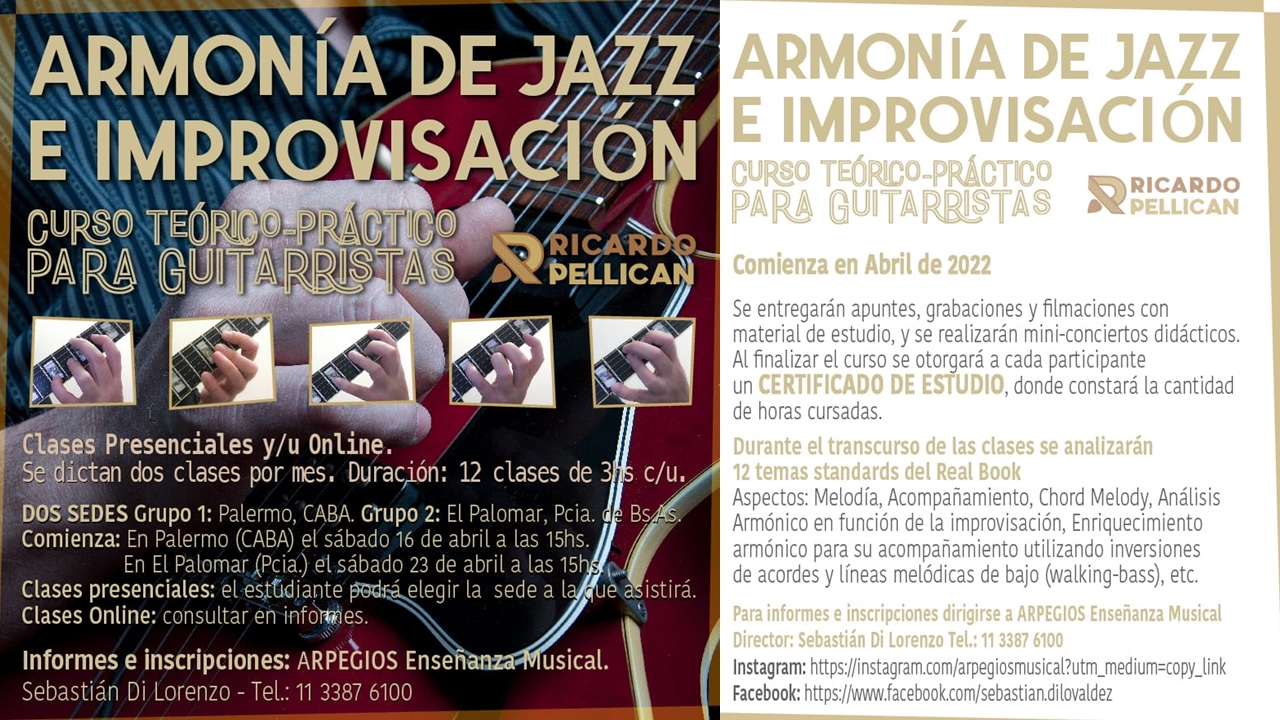 ARMONÍA DE JAZZ
E IMPROVISACIÓN
CURSO TEÓRICO-PRÁCTICO
PARA GUITARRISTAS
RICARDO
PELLICAN
Clases Presenciales y/u Online.
Se dictan dos clases por mes. Duración: 12 clases de 3hs c/u.
DOS SEDES Grupo 1: Palermo, CABA. Grupo 2: El Palomar, Pcia. de Bs.As.
Comienza: En Palermo (CABA) el sábado 16 de abril a las 15hs.
En El Palomar (Pcia.) el sábado 23 de abril a las 15hs.
Clases presenciales: el estudiante podrá elegir la sede a la que asistirá.
Clases Online: consultar en informes.
Informes e inscripciones: ARPEGIOS Enseñanza Musical.
Sebastián Di Lorenzo - Tel.: 11 3387 6100
ARMONÍA DE JAZZ
E IMPROVISACIÓN
CURSO TEÓRICO-PRÁCTICO
PARA GUITARRISTAS
RICARDO
PELLICAN
Comienza en Abril de 2022
Se entregarán apuntes, grabaciones y filmaciones con
material de estudio, y se realizarán mini-conciertos didácticos.
Al finalizar el curso se otorgará a cada participante
un CERTIFICADO DE ESTUDIO, donde constará la cantidad
de horas cursadas.
Durante el transcurso de las clases se analizarán
12 temas standards del Real Book
Aspectos: Melodía, Acompañamiento, Chord Melody, Análisis
Armónico en función de la improvisación, Enriquecimiento
armónico para su acompañamiento utilizando inversiones
de acordes y líneas melódicas de bajo (walking-bass), etc.
Para informes e inscripciones dirigirse a ARPEGIOS Enseñanza Musical
Director: Sebastián Di Lorenzo Tel.: 11 3387 6100
Instagram: https://instagram.com/arpegiosmusical?utm_medium=copy_link
Facebook: https://www.facebook.com/sebastian.dilovaldez